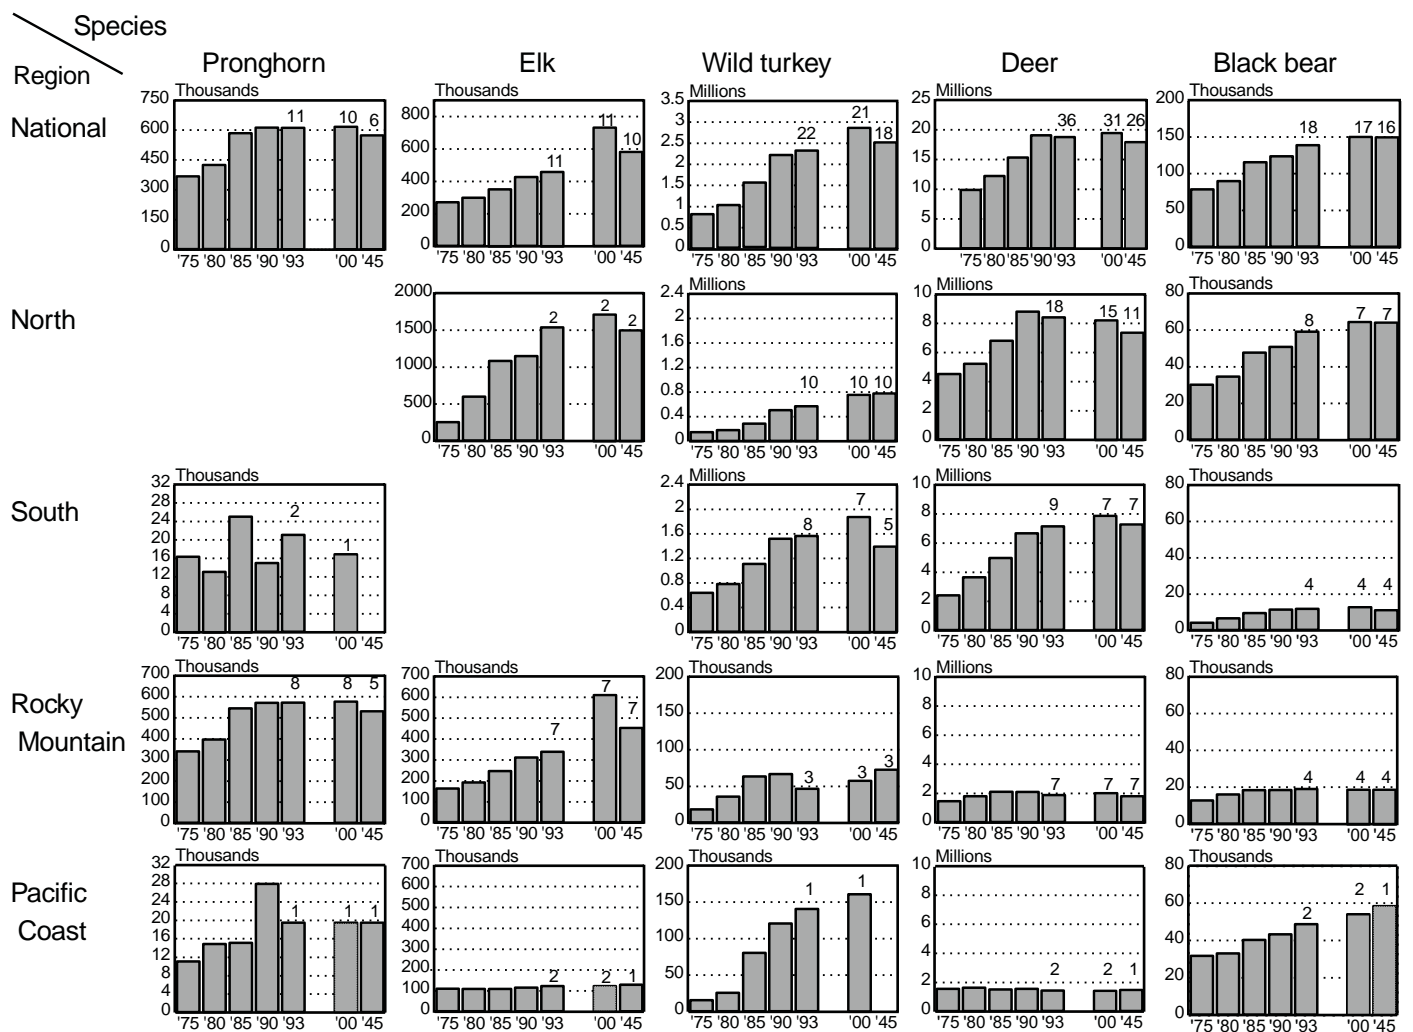 Species
Region
Pronghorn Elk Wild turkey Deer Black bear
National
Thousands Thousands Millions Millions Thousands
750 600 450 300 150 0
11 10 6
'75 '80 '85 '90 '93 '00 '45
800 600 400 200 0
11 11 10
'75 '80 '85 '90 '93 '00 '45
3.5 3 2.5 2 1.5 1 0.5 0
22 21 18
'75 '80 '85 '90 '93 '00 '45
25 20 15 10 5 0
36 31 26
'75 '80 '85 '90 '93 '00 '45
200 150 100 50 0
18 17 16
'75 '80 '85 '90 '93 '00 '45
North
Millions Millions Thousands
2000 1500 1000 500 0
2 2 2
'75 '80 '85 '90 '93 '00 '45
2.4 2 1.6 1.2 0.8 0.4 0
10 10 10
'75 '80 '85 '90 '93 '00 '45
10 8 6 4 2 0
18 15 11
'75 '80 '85 '90 '93 '00 '45
80 60 40 20 0
8 7 7
'75 '80 '85 '90 '93 '00 '45
South
Thousands Millions Millions Thousands
32 28 24 20 16 12 8 4 0
2 1
'75 '80 '85 '90 '93 '00 '45
2.4 2 1.6 1.2 0.8 0.4 0
8 7 5
'75 '80 '85 '90 '93 '00 '45
10 8 6 4 2 0
9 7 7
'75 '80 '85 '90 '93 '00 '45
80 60 40 20 0
4 4 4
'75 '80 '85 '90 '93 '00 '45
Rocky
Mountain
Thousands Thousands Thousands Millions Thousands
700 600 500 400 300 200 100 0
8 8 5
'75 '80 '85 '90 '93 '00 '45
700 600 500 400 300 200 100 0
7 7 7
'75 '80 '85 '90 '93 '00 '45
200 150 100 50 0
3 3 3
'75 '80 '85 '90 '93 '00 '45
10 8 6 4 2 0
7 7 7
'75 '80 '85 '90 '93 '00 '45
80 60 40 20 0
4 4 4
'75 '80 '85 '90 '93 '00 '45
Pacific
Coast
Thousands Thousands Thousands Millions Thousands
32 28 24 20 16 12 8 4 0
1 1 1
'75 '80 '85 '90 '93 '00 '45
700 600 500 400 300 200 100 0
2 2 1
'75 '80 '85 '90 '93 '00 '45
200 150 100 50 0
1 1
'75 '80 '85 '90 '93 '00 '45
10 8 6 4 2 0
2 2 1
'75 '80 '85 '90 '93 '00 '45
80 60 40 20 0
2 2 1
'75 '80 '85 '90 '93 '00 '45